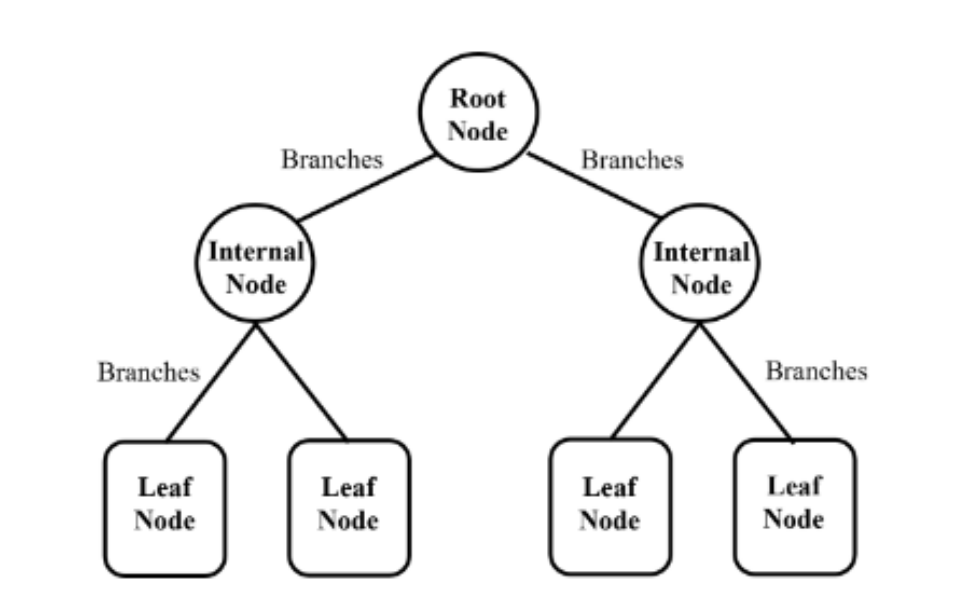 Root
Node
Branches
Branches
Internal
Node
Internal
Node
Branches
Branches
Leaf
Node
Leaf
Node
Leaf
Node
Leaf
Node